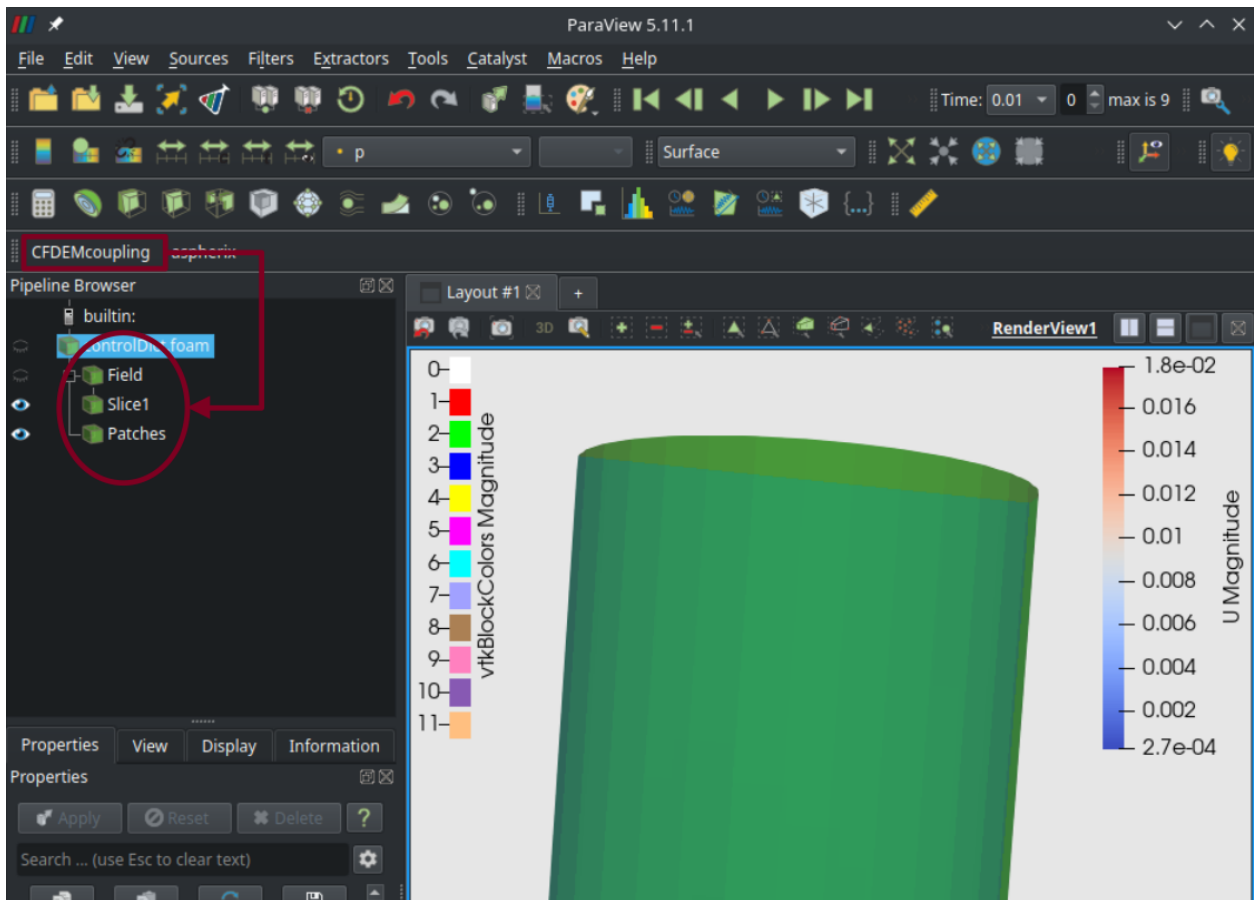 ParaView 5.11.1
File Edit View Sources Filters Extractors Tools Catalyst Macros Help
Time: 0.01 0 max is 9
p Surface
CFDEMcoupling aspherix
Pipeline Browser
builtin:
controlDict.foam
Field
Slice1
Patches
Properties View Display Information
Properties
Apply Reset Delete ?
Search ... (use Esc to clear text)
Layout #1 +
3D RenderView1
0
1
2
3
4
5
6
7
8
9
10
11
vtkBlockColors Magnitude
1.8e-02
0.016
0.014
0.012
0.01
0.008
0.006
0.004
0.002
2.7e-04
U Magnitude